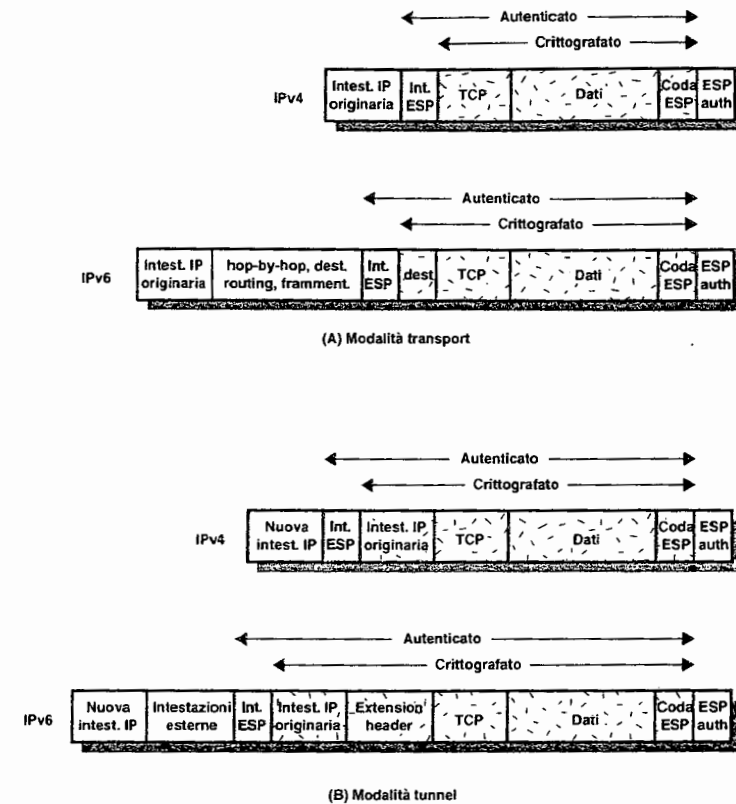 Autenticato
Crittografato
IPv4
Intest. IP originaria
Int. ESP
TCP
Dati
Coda ESP
ESP auth
Autenticato
Crittografato
IPv6
Intest. IP originaria
hop-by-hop, dest. routing, framment.
Int. ESP
dest
TCP
Dati
Coda ESP
ESP auth
(A) Modalità transport
Autenticato
Crittografato
IPv4
Nuova intest. IP
Int. ESP
Intest. IP originaria
TCP
Dati
Coda ESP
ESP auth
Autenticato
Crittografato
IPv6
Nuova intest. IP
Intestazioni esterne
Int. ESP
Intest. IP originaria
Extension header
TCP
Dati
Coda ESP
ESP auth
(B) Modalità tunnel